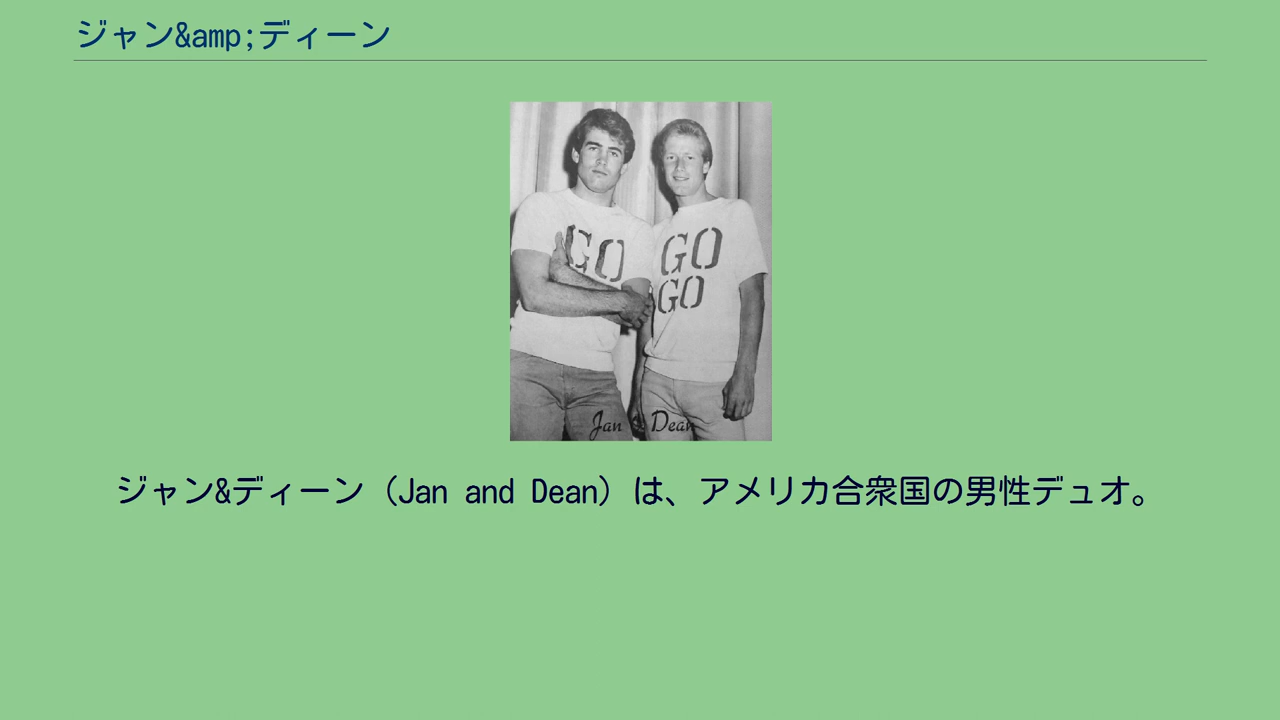 ジャン&amp;ディーン
GO
GO
GO
Jan & Dean
ジャン&ディーン（Jan and Dean）は、アメリカ合衆国の男性デュオ。